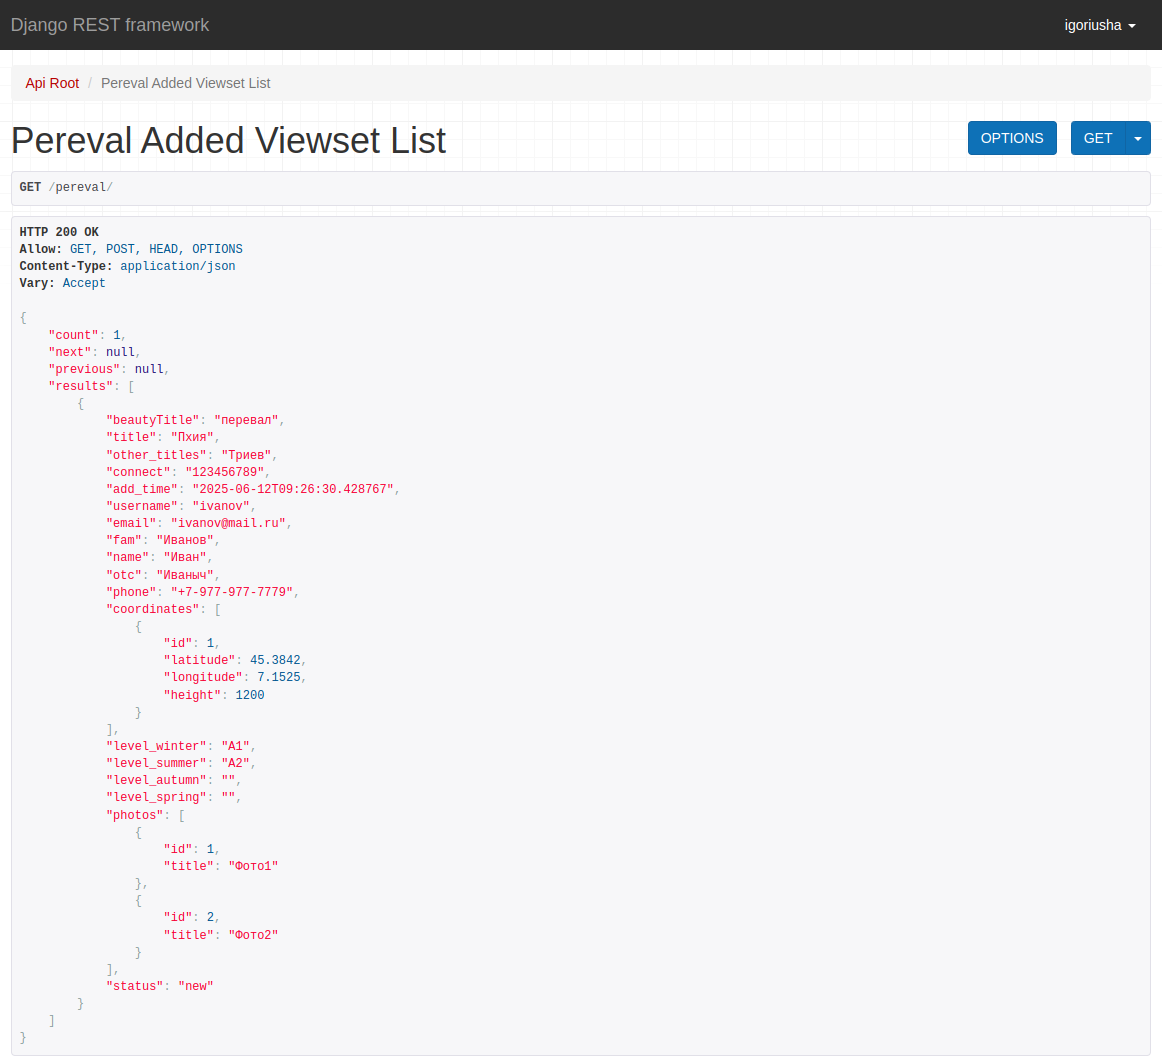 Django REST framework
igoriusha
Api Root / Pereval Added Viewset List
Pereval Added Viewset List
OPTIONS
GET
GET /pereval/
HTTP 200 OK
Allow: GET, POST, HEAD, OPTIONS
Content-Type: application/json
Vary: Accept
{
    "count": 1,
    "next": null,
    "previous": null,
    "results": [
        {
            "beautyTitle": "перевал",
            "title": "Пхия",
            "other_titles": "Триев",
            "connect": "123456789",
            "add_time": "2025-06-12T09:26:30.428767",
            "username": "ivanov",
            "email": "ivanov@mail.ru",
            "fam": "Иванов",
            "name": "Иван",
            "otc": "Иваныч",
            "phone": "+7-977-977-7779",
            "coordinates": [
                {
                    "id": 1,
                    "latitude": 45.3842,
                    "longitude": 7.1525,
                    "height": 1200
                }
            ],
            "level_winter": "A1",
            "level_summer": "A2",
            "level_autumn": "",
            "level_spring": "",
            "photos": [
                {
                    "id": 1,
                    "title": "Фото1"
                },
                {
                    "id": 2,
                    "title": "Фото2"
                }
            ],
            "status": "new"
        }
    ]
}